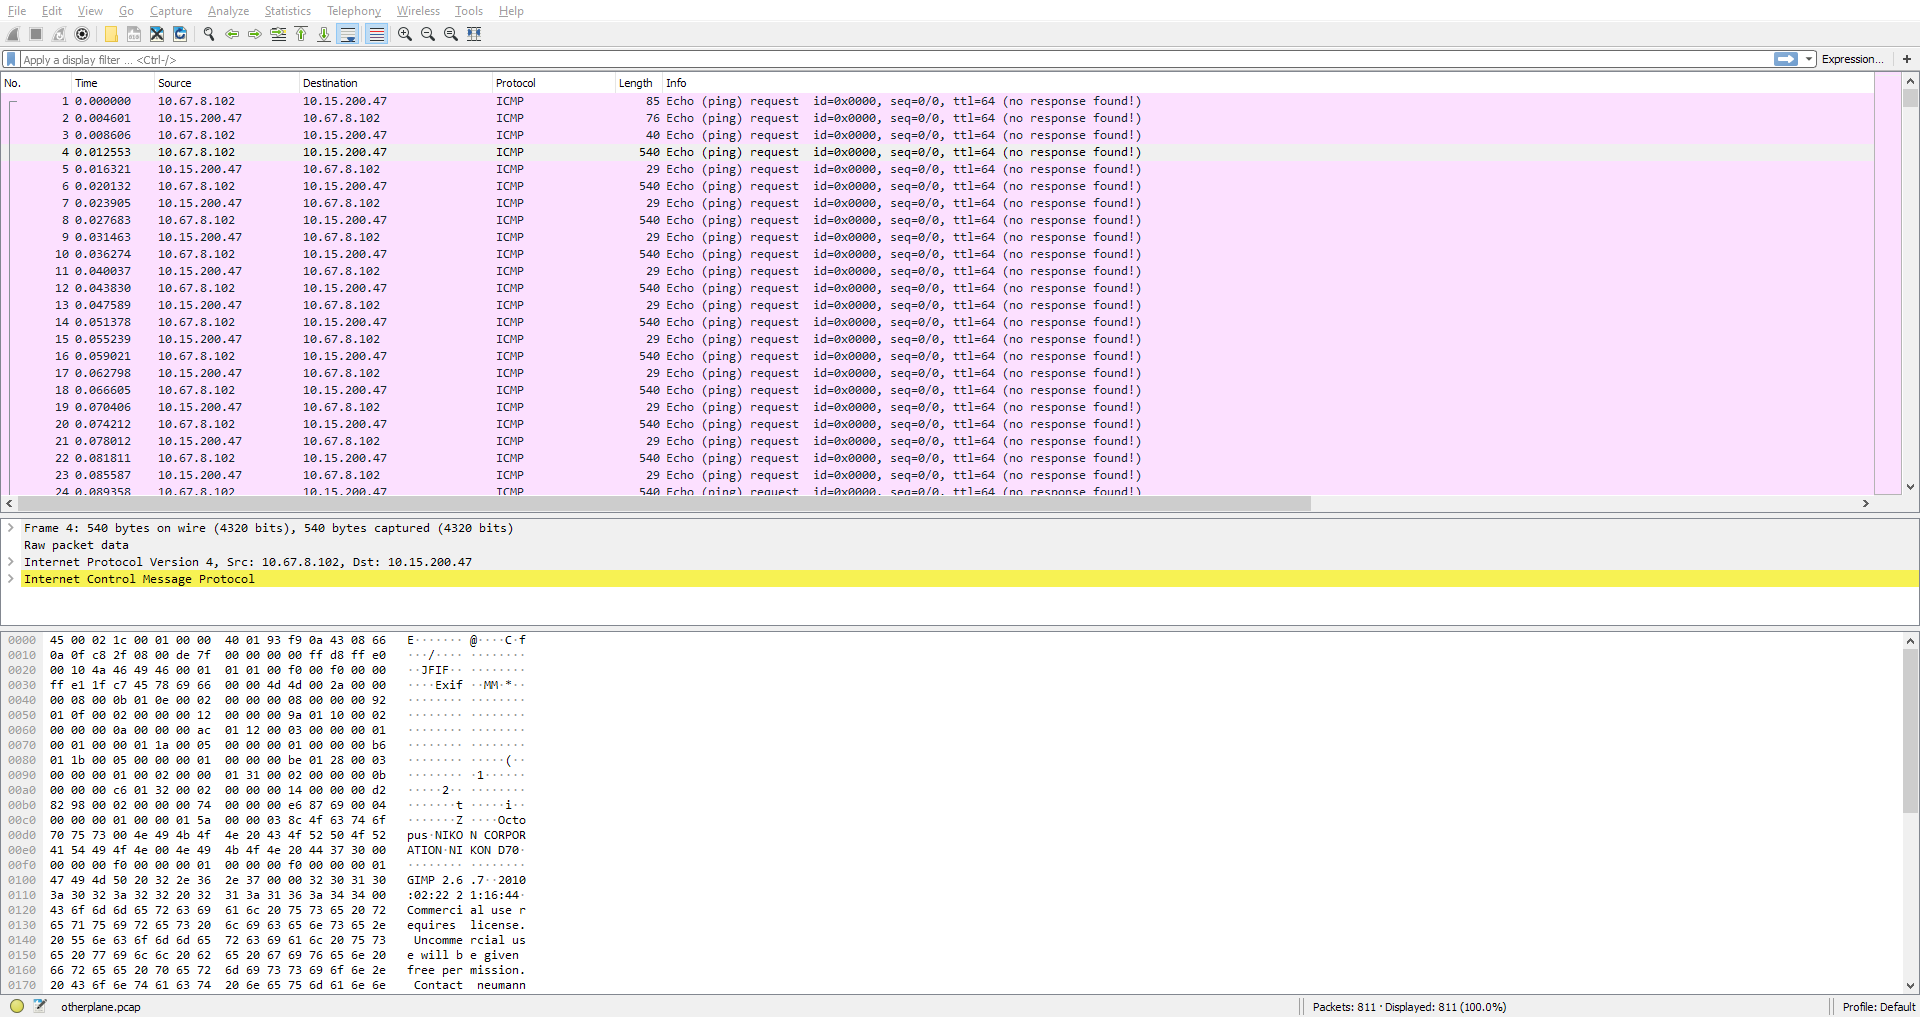 File Edit View Go Capture Analyze Statistics Telephony Wireless Tools Help
Apply a display filter ... <Ctrl-/> Expression... +
No. Time Source Destination Protocol Length Info
1 0.000000 10.67.8.102 10.15.200.47 ICMP 85 Echo (ping) request id=0x0000, seq=0/0, ttl=64 (no response found!)
2 0.004601 10.15.200.47 10.67.8.102 ICMP 76 Echo (ping) request id=0x0000, seq=0/0, ttl=64 (no response found!)
3 0.008606 10.67.8.102 10.15.200.47 ICMP 40 Echo (ping) request id=0x0000, seq=0/0, ttl=64 (no response found!)
4 0.012553 10.67.8.102 10.15.200.47 ICMP 540 Echo (ping) request id=0x0000, seq=0/0, ttl=64 (no response found!)
5 0.016321 10.15.200.47 10.67.8.102 ICMP 29 Echo (ping) request id=0x0000, seq=0/0, ttl=64 (no response found!)
6 0.020132 10.67.8.102 10.15.200.47 ICMP 540 Echo (ping) request id=0x0000, seq=0/0, ttl=64 (no response found!)
7 0.023905 10.15.200.47 10.67.8.102 ICMP 29 Echo (ping) request id=0x0000, seq=0/0, ttl=64 (no response found!)
8 0.027683 10.67.8.102 10.15.200.47 ICMP 540 Echo (ping) request id=0x0000, seq=0/0, ttl=64 (no response found!)
9 0.031463 10.15.200.47 10.67.8.102 ICMP 29 Echo (ping) request id=0x0000, seq=0/0, ttl=64 (no response found!)
10 0.036274 10.67.8.102 10.15.200.47 ICMP 540 Echo (ping) request id=0x0000, seq=0/0, ttl=64 (no response found!)
11 0.040037 10.15.200.47 10.67.8.102 ICMP 29 Echo (ping) request id=0x0000, seq=0/0, ttl=64 (no response found!)
12 0.043830 10.67.8.102 10.15.200.47 ICMP 540 Echo (ping) request id=0x0000, seq=0/0, ttl=64 (no response found!)
13 0.047589 10.15.200.47 10.67.8.102 ICMP 29 Echo (ping) request id=0x0000, seq=0/0, ttl=64 (no response found!)
14 0.051378 10.67.8.102 10.15.200.47 ICMP 540 Echo (ping) request id=0x0000, seq=0/0, ttl=64 (no response found!)
15 0.055239 10.15.200.47 10.67.8.102 ICMP 29 Echo (ping) request id=0x0000, seq=0/0, ttl=64 (no response found!)
16 0.059021 10.67.8.102 10.15.200.47 ICMP 540 Echo (ping) request id=0x0000, seq=0/0, ttl=64 (no response found!)
17 0.062798 10.15.200.47 10.67.8.102 ICMP 29 Echo (ping) request id=0x0000, seq=0/0, ttl=64 (no response found!)
18 0.066605 10.67.8.102 10.15.200.47 ICMP 540 Echo (ping) request id=0x0000, seq=0/0, ttl=64 (no response found!)
19 0.070406 10.15.200.47 10.67.8.102 ICMP 29 Echo (ping) request id=0x0000, seq=0/0, ttl=64 (no response found!)
20 0.074212 10.67.8.102 10.15.200.47 ICMP 540 Echo (ping) request id=0x0000, seq=0/0, ttl=64 (no response found!)
21 0.078012 10.15.200.47 10.67.8.102 ICMP 29 Echo (ping) request id=0x0000, seq=0/0, ttl=64 (no response found!)
22 0.081811 10.67.8.102 10.15.200.47 ICMP 540 Echo (ping) request id=0x0000, seq=0/0, ttl=64 (no response found!)
23 0.085587 10.15.200.47 10.67.8.102 ICMP 29 Echo (ping) request id=0x0000, seq=0/0, ttl=64 (no response found!)
24 0.089358 10.67.8.102 10.15.200.47 ICMP 540 Echo (ping) request id=0x0000, seq=0/0, ttl=64 (no response found!)
Frame 4: 540 bytes on wire (4320 bits), 540 bytes captured (4320 bits)
Raw packet data
Internet Protocol Version 4, Src: 10.67.8.102, Dst: 10.15.200.47
Internet Control Message Protocol
0000 45 00 02 1c 00 01 00 00 40 01 93 f9 0a 43 08 66 E······· @····C·f
0010 0a 0f c8 2f 08 00 de 7f 00 00 00 00 ff d8 ff e0 ···/···· ········
0020 00 10 4a 46 49 46 00 01 01 01 00 f0 00 f0 00 00 ··JFIF·· ········
0030 ff e1 1f c7 45 78 69 66 00 00 4d 4d 00 2a 00 00 ····Exif ··MM·*··
0040 00 08 00 0b 01 0e 00 02 00 00 00 08 00 00 00 92 ········ ········
0050 01 0f 00 02 00 00 00 12 00 00 00 9a 01 10 00 02 ········ ········
0060 00 00 00 0a 00 00 00 ac 01 12 00 03 00 00 00 01 ········ ········
0070 00 01 00 00 01 1a 00 05 00 00 00 01 00 00 00 b6 ········ ········
0080 01 1b 00 05 00 00 00 01 00 00 00 be 01 28 00 03 ········ ·····(··
0090 00 00 00 01 00 02 00 00 01 31 00 02 00 00 00 0b ········ ·1······
00a0 00 00 00 c6 01 32 00 02 00 00 00 14 00 00 00 d2 ·····2·· ········
00b0 82 98 00 02 00 00 00 74 00 00 00 e6 87 69 00 04 ·······t ·····i··
00c0 00 00 00 01 00 00 01 5a 00 00 03 8c 4f 63 74 6f ·······Z ····Octo
00d0 70 75 73 00 4e 49 4b 4f 4e 20 43 4f 52 50 4f 52 pus·NIKO N CORPOR
00e0 41 54 49 4f 4e 00 4e 49 4b 4f 4e 20 44 37 30 00 ATION·NI KON D70·
00f0 00 00 00 f0 00 00 00 01 00 00 00 f0 00 00 00 01 ········ ········
0100 47 49 4d 50 20 32 2e 36 2e 37 00 00 32 30 31 30 GIMP 2.6 .7··2010
0110 3a 30 32 3a 32 32 20 32 31 3a 31 36 3a 34 34 00 :02:22 2 1:16:44·
0120 43 6f 6d 6d 65 72 63 69 61 6c 20 75 73 65 20 72 Commerci al use r
0130 65 71 75 69 72 65 73 20 6c 69 63 65 6e 73 65 2e equires license.
0140 20 55 6e 63 6f 6d 6d 65 72 63 69 61 6c 20 75 73 Uncomme rcial us
0150 65 20 77 69 6c 6c 20 62 65 20 67 69 76 65 6e 20 e will b e given
0160 66 72 65 65 20 70 65 72 6d 69 73 73 69 6f 6e 2e free per mission.
0170 20 43 6f 6e 74 61 63 74 20 6e 65 75 6d 61 6e 6e Contact neumann
otherplane.pcap Packets: 811 · Displayed: 811 (100.0%) Profile: Default